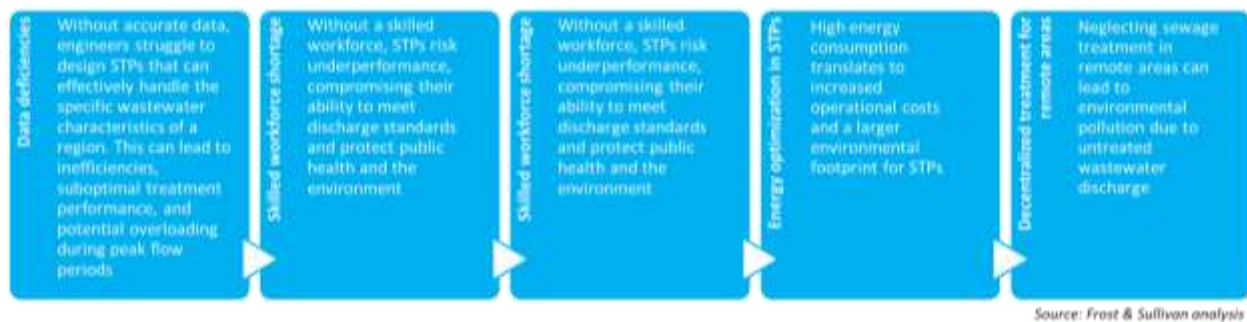 Data deficiencies
Without accurate data,
engineers struggle to
design STPs that can
effectively handle the
specific wastewater
characteristics of a
region. This can lead to
inefficiencies,
suboptimal treatment
performance, and
potential overloading
during peak flow
periods
Skilled workforce shortage
Without a skilled
workforce, STPs risk
underperformance,
compromising their
ability to meet
discharge standards
and protect public
health and the
environment
Skilled workforce shortage
Without a skilled
workforce, STPs risk
underperformance,
compromising their
ability to meet
discharge standards
and protect public
health and the
environment
Energy optimization in STPs
High energy
consumption
translates to
increased
operational costs
and a larger
environmental
footprint for STPs
Decentralized treatment for
remote areas
Neglecting sewage
treatment in
remote areas can
lead to
environmental
pollution due to
untreated
wastewater
discharge
Source: Frost & Sullivan analysis